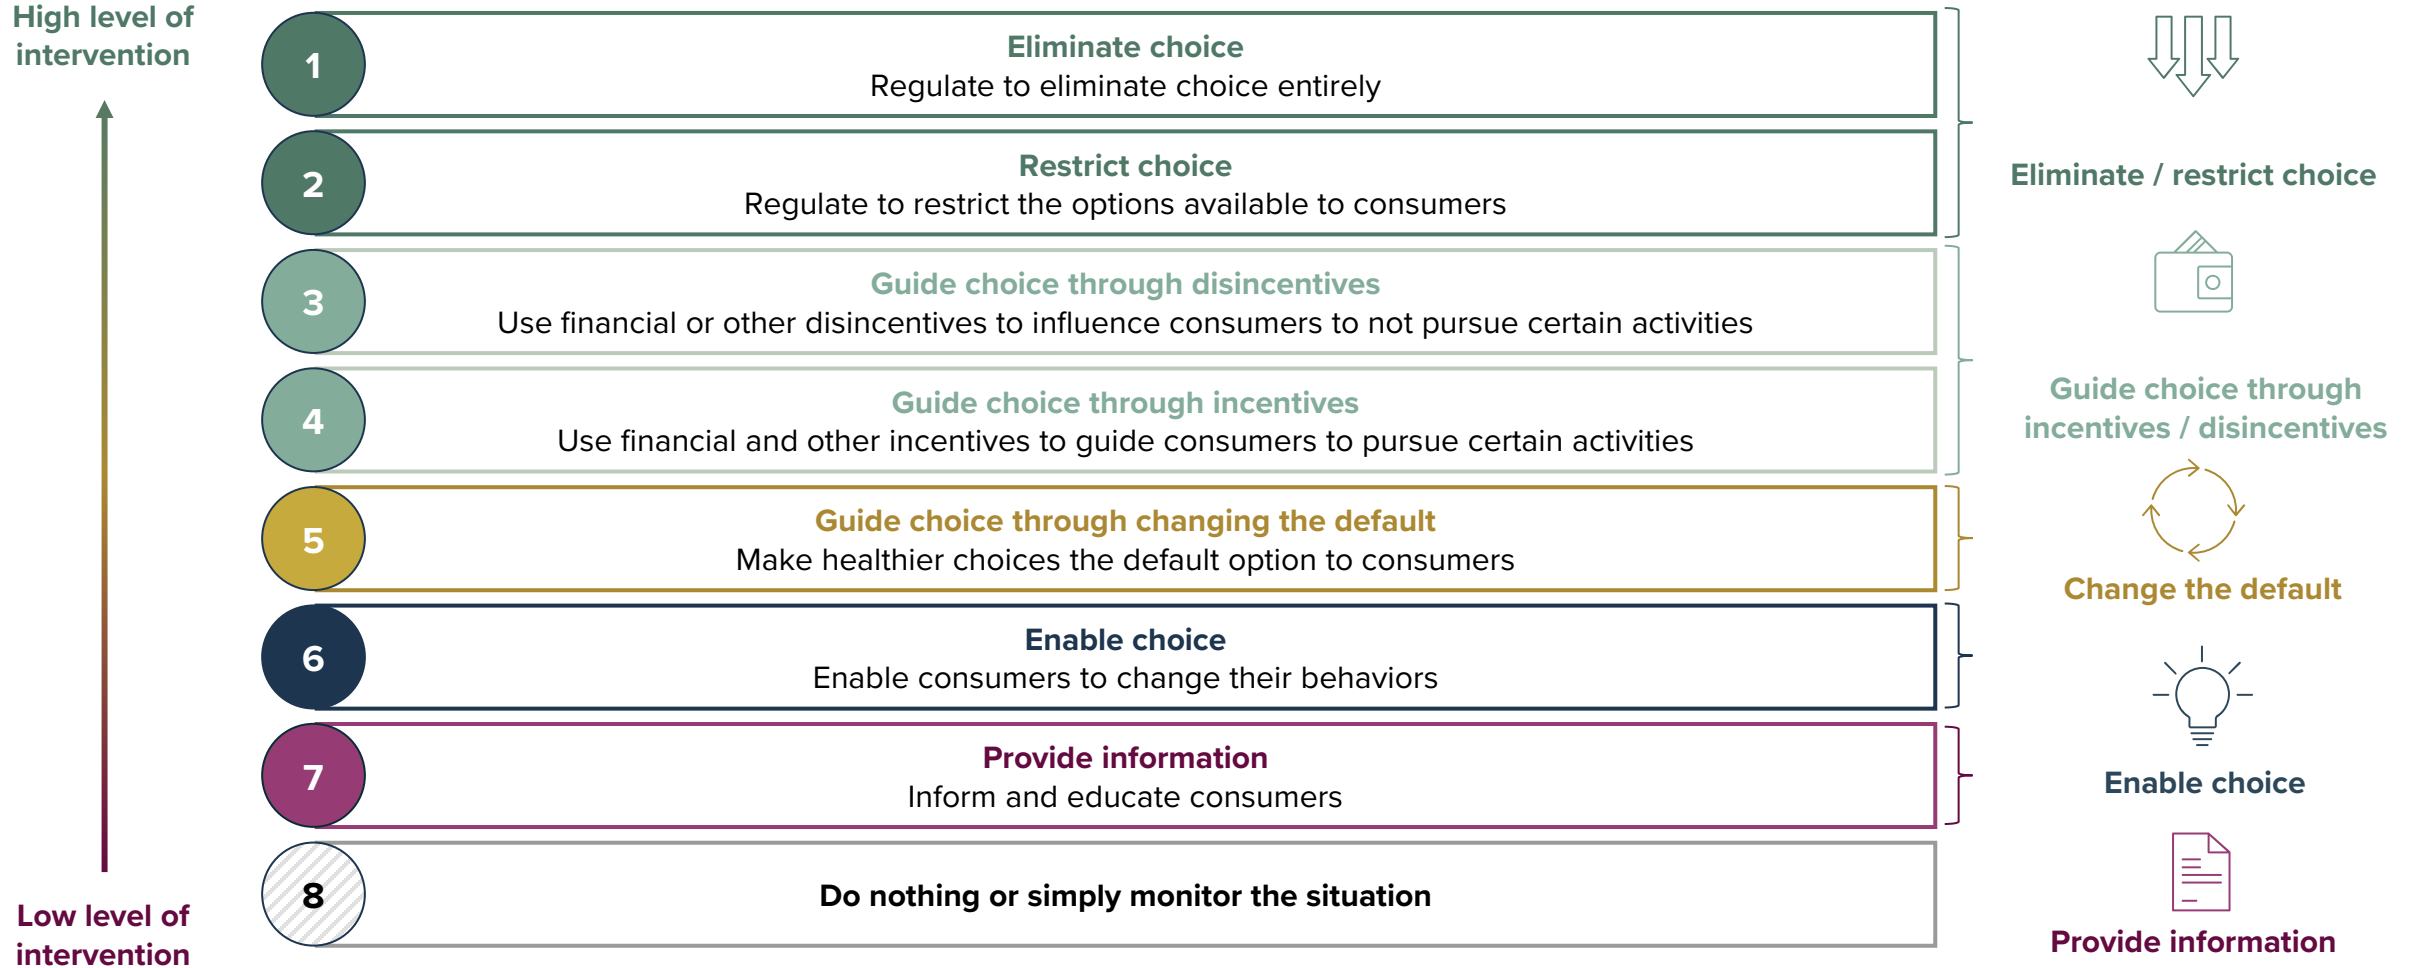 High level of
intervention
1
Eliminate choice
Regulate to eliminate choice entirely
2
Restrict choice
Regulate to restrict the options available to consumers
Eliminate / restrict choice
3
Guide choice through disincentives
Use financial or other disincentives to influence consumers to not pursue certain activities
4
Guide choice through incentives
Use financial and other incentives to guide consumers to pursue certain activities
Guide choice through
incentives / disincentives
5
Guide choice through changing the default
Make healthier choices the default option to consumers
Change the default
6
Enable choice
Enable consumers to change their behaviors
Enable choice
7
Provide information
Inform and educate consumers
8
Do nothing or simply monitor the situation
Provide information
Low level of
intervention